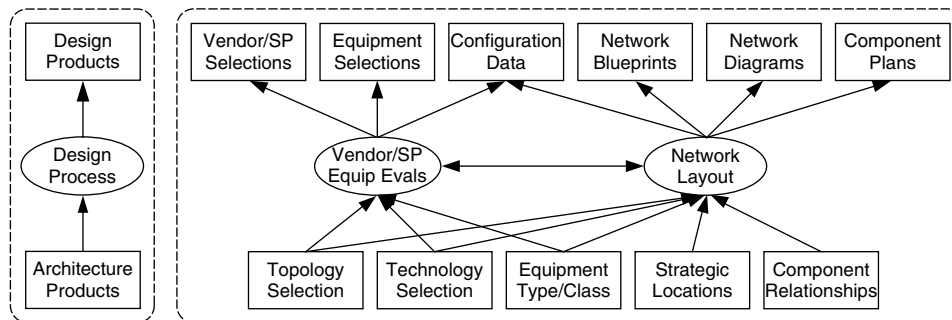 Design
Products
Design
Process
Architecture
Products
Vendor/SP
Selections
Equipment
Selections
Configuration
Data
Network
Blueprints
Network
Diagrams
Component
Plans
Vendor/SP
Equip Evals
Network
Layout
Topology
Selection
Technology
Selection
Equipment
Type/Class
Strategic
Locations
Component
Relationships